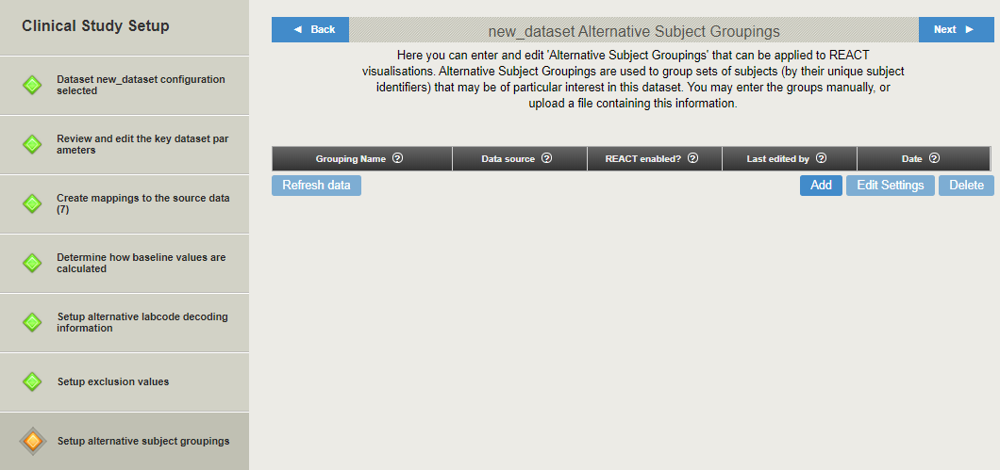 Clinical Study Setup
Dataset new_dataset configuration
selected
Review and edit the key dataset par
ameters
Create mappings to the source data
(7)
Determine how baseline values are
calculated
Setup alternative labcode decoding
information
Setup exclusion values
Setup alternative subject groupings
Back
new_dataset Alternative Subject Groupings
Next
Here you can enter and edit 'Alternative Subject Groupings' that can be applied to REACT
visualisations. Alternative Subject Groupings are used to group sets of subjects (by their unique subject
identifiers) that may be of particular interest in this dataset. You may enter the groups manually, or
upload a file containing this information.
Grouping Name ? Data source ? REACT enabled? ? Last edited by ? Date ?
Refresh data Add Edit Settings Delete